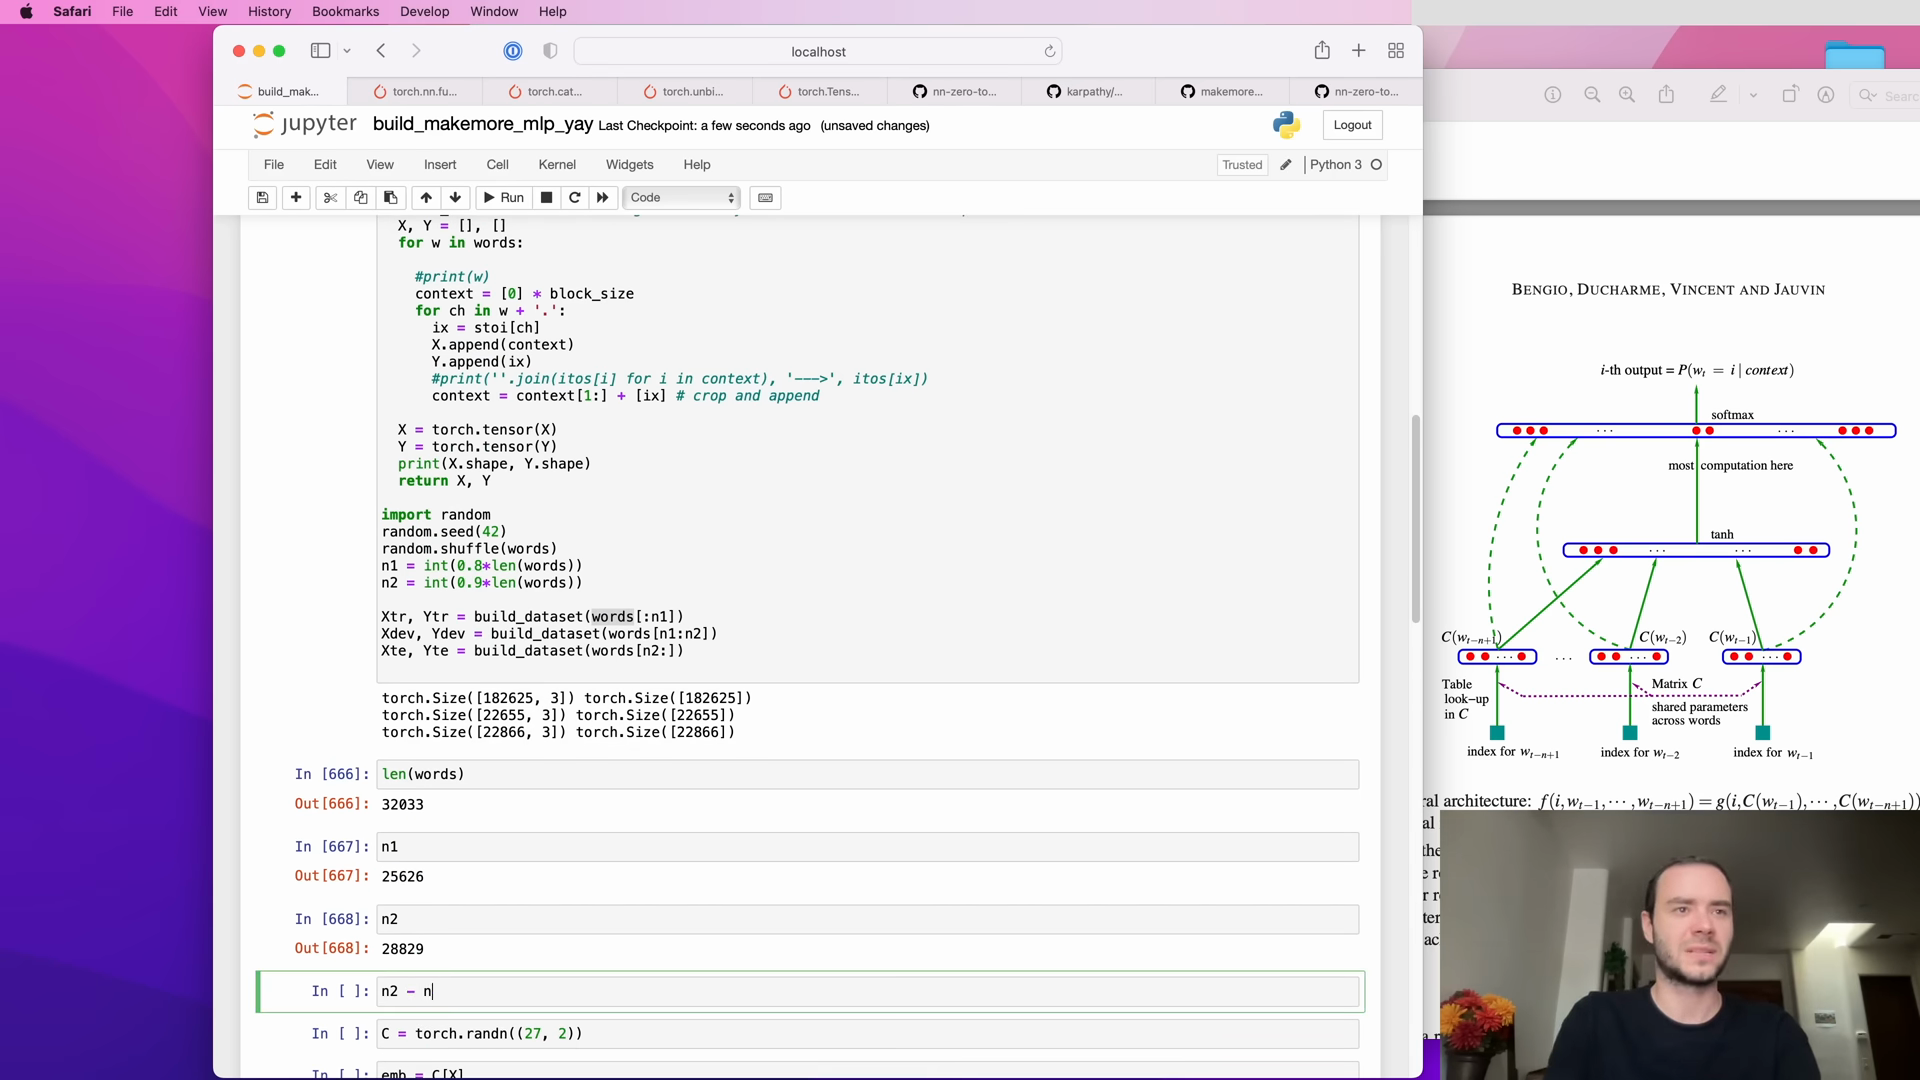 Safari File Edit View History Bookmarks Develop Window Help
localhost
build_mak... torch.nn.fu... torch.cat... torch.unbi... torch.Tens... nn-zero-to... karpathy/... makemore... nn-zero-to...
jupyter build_makemore_mlp_yay Last Checkpoint: a few seconds ago (unsaved changes) Logout
File Edit View Insert Cell Kernel Widgets Help Trusted Python 3
Run Code
X, Y = [], []
for w in words:
#print(w)
context = [0] * block_size
for ch in w + '.':
ix = stoi[ch]
X.append(context)
Y.append(ix)
#print(''.join(itos[i] for i in context), '--->', itos[ix])
context = context[1:] + [ix] # crop and append
X = torch.tensor(X)
Y = torch.tensor(Y)
print(X.shape, Y.shape)
return X, Y
import random
random.seed(42)
random.shuffle(words)
n1 = int(0.8*len(words))
n2 = int(0.9*len(words))
Xtr, Ytr = build_dataset(words[:n1])
Xdev, Ydev = build_dataset(words[n1:n2])
Xte, Yte = build_dataset(words[n2:])
torch.Size([182625, 3]) torch.Size([182625])
torch.Size([22655, 3]) torch.Size([22655])
torch.Size([22866, 3]) torch.Size([22866])
In [666]: len(words)
Out[666]: 32033
In [667]: n1
Out[667]: 25626
In [668]: n2
Out[668]: 28829
In [ ]: n2 - n
In [ ]: C = torch.randn((27, 2))
In [ ]: emb = C[X]
Search
BENGIO, DUCHARME, VINCENT AND JAUVIN
i-th output = P(w_t = i | context)
softmax
... ... 
most computation here
tanh
... ...
C(w_{t−n+1}) C(w_{t−2}) C(w_{t−1})
... ... ... ...
Table look−up in C
Matrix C
shared parameters
across words
index for w_{t−n+1} index for w_{t−2} index for w_{t−1}
ral architecture: f(i,w_{t−1},⋯,w_{t−n+1}) = g(i,C(w_{t−1}),⋯,C(w_{t−n+1}))